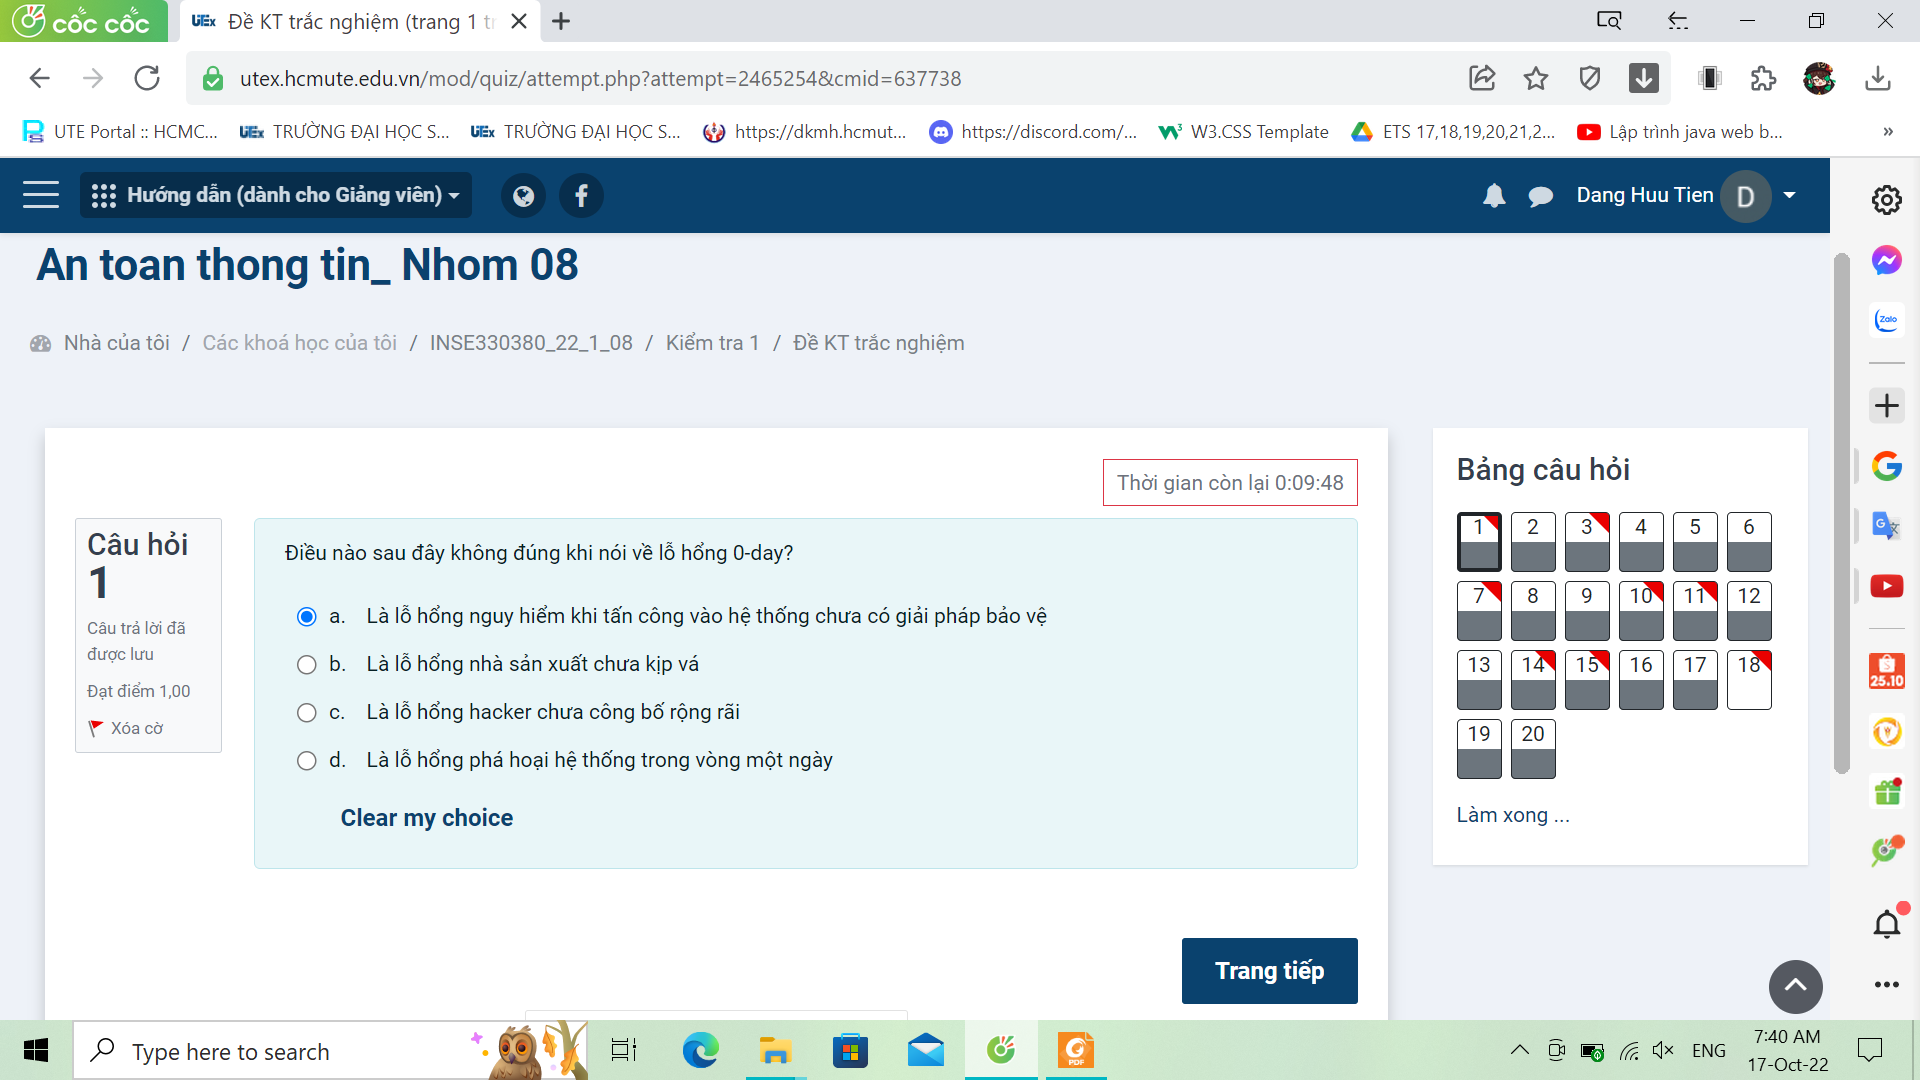 cốc cốc
UEx Đề KT trắc nghiệm (trang 1 tr
utex.hcmute.edu.vn/mod/quiz/attempt.php?attempt=2465254&cmid=637738
UTE Portal :: HCMC...
UEx TRƯỜNG ĐẠI HỌC S...
UEx TRƯỜNG ĐẠI HỌC S...
https://dkmh.hcmut...
https://discord.com/...
W3.CSS Template
ETS 17,18,19,20,21,2...
Lập trình java web b...
»
Hướng dẫn (dành cho Giảng viên)
Dang Huu Tien
D
An toan thong tin_ Nhom 08
Nhà của tôi / Các khoá học của tôi / INSE330380_22_1_08 / Kiểm tra 1 / Đề KT trắc nghiệm
Zalo
Thời gian còn lại 0:09:48
Câu hỏi
1
Câu trả lời đã
được lưu
Đạt điểm 1,00
Xóa cờ
Điều nào sau đây không đúng khi nói về lỗ hổng 0-day?
a. Là lỗ hổng nguy hiểm khi tấn công vào hệ thống chưa có giải pháp bảo vệ
b. Là lỗ hổng nhà sản xuất chưa kịp vá
c. Là lỗ hổng hacker chưa công bố rộng rãi
d. Là lỗ hổng phá hoại hệ thống trong vòng một ngày
Clear my choice
Trang tiếp
Bảng câu hỏi
1 2 3 4 5 6
7 8 9 10 11 12
13 14 15 16 17 18
19 20
Làm xong ...
25.10
Type here to search
PDF
ENG
7:40 AM
17-Oct-22